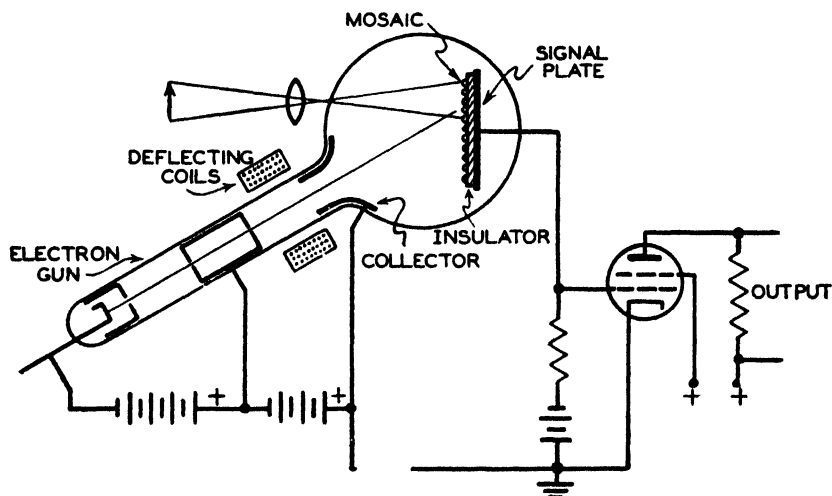 MOSAIC
SIGNAL
PLATE
DEFLECTING
COILS
ELECTRON
GUN
INSULATOR
COLLECTOR
OUTPUT
+
+
+
+